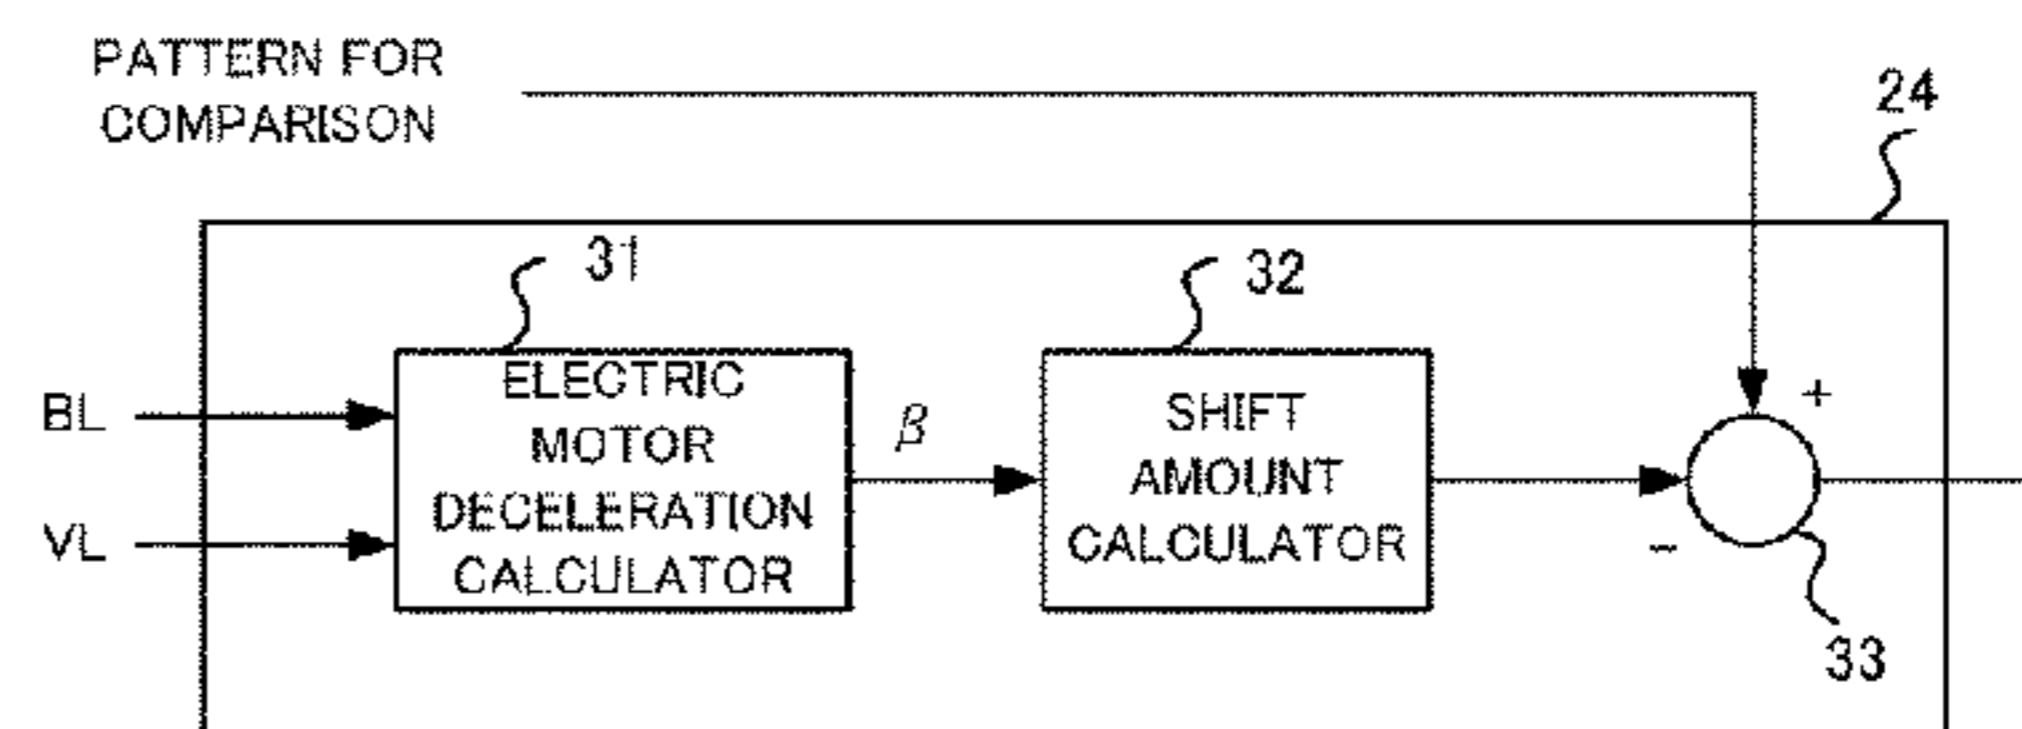 PATTERN FOR
COMPARISON
24
31
32
BL
VL
ELECTRIC
MOTOR
DECELERATION
CALCULATOR
β
SHIFT
AMOUNT
CALCULATOR
+
−
33